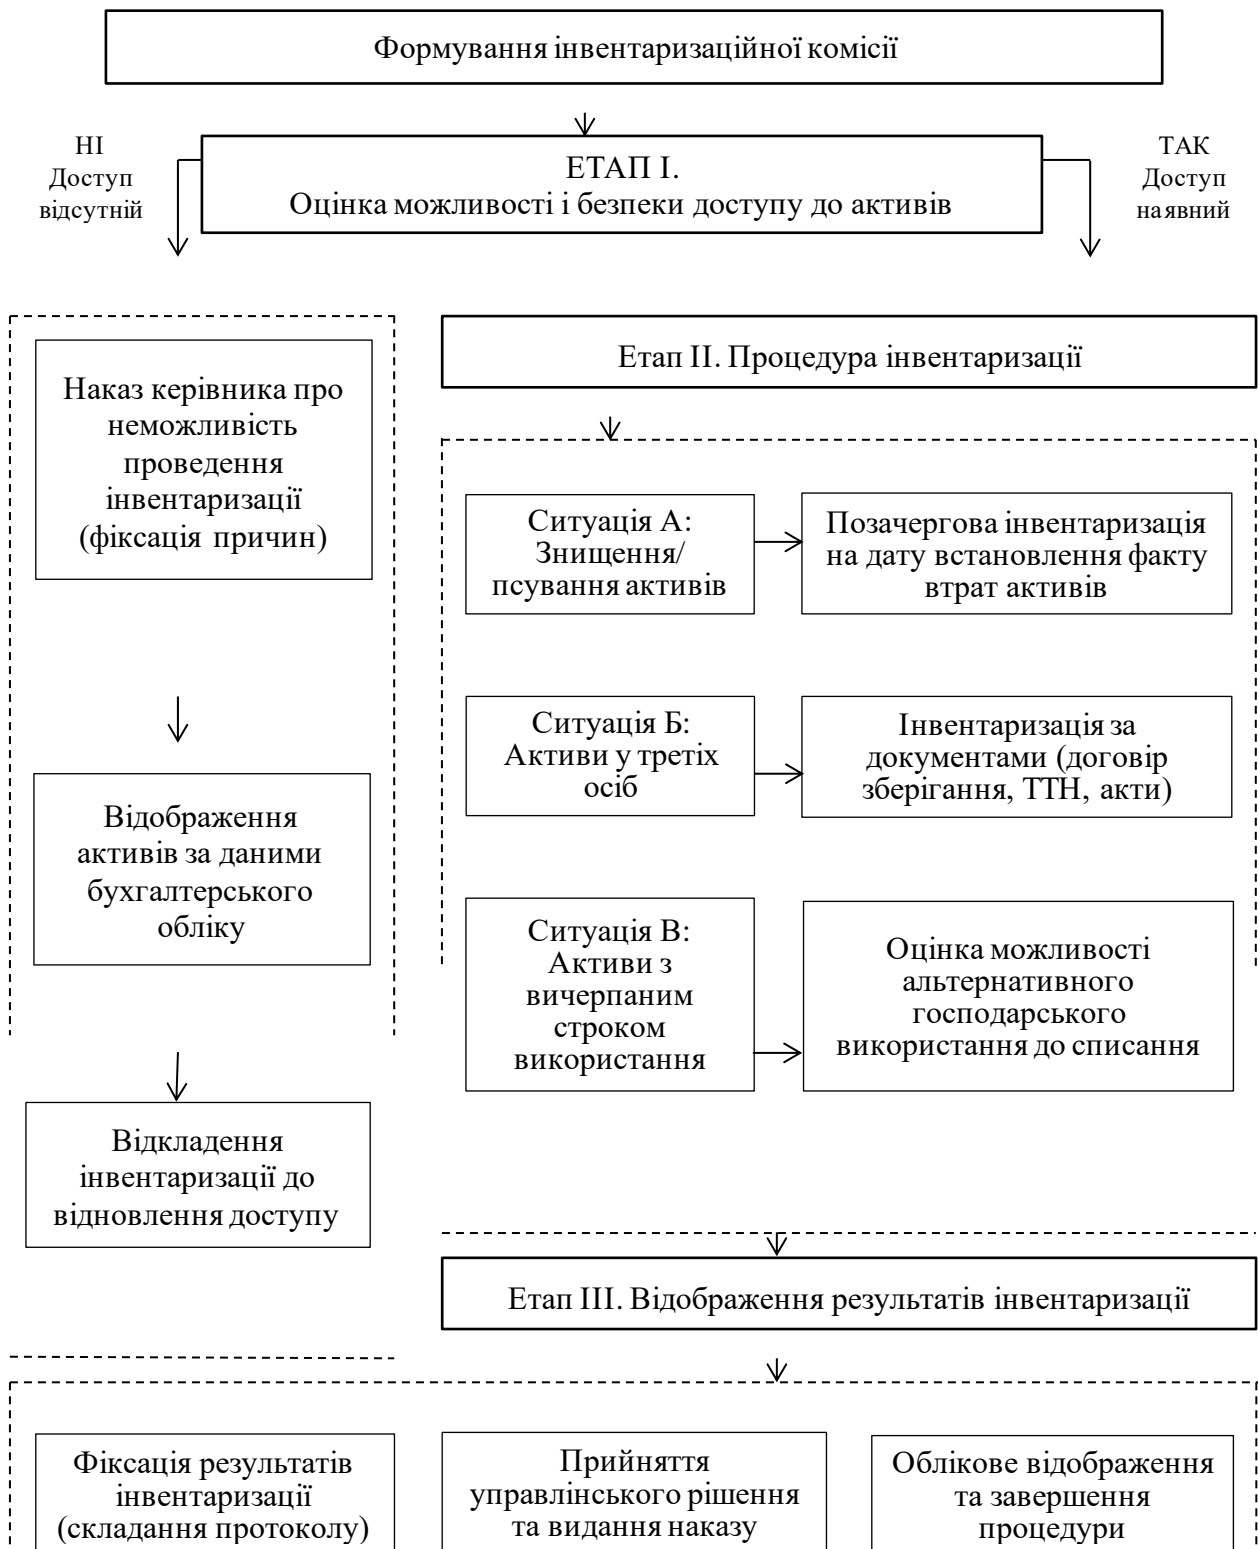 Формування інвентаризаційної комісії
НІ
Доступ
відсутній
ЕТАП І.
Оцінка можливості і безпеки доступу до активів
ТАК
Доступ
наявний
Наказ керівника про
неможливість
проведення
інвентаризації
(фіксація причин)
Відображення
активів за даними
бухгалтерського
обліку
Відкладення
інвентаризації до
відновлення доступу
Етап ІІ. Процедура інвентаризації
Ситуація А:
Знищення/
псування активів
Позачергова інвентаризація
на дату встановлення факту
втрат активів
Ситуація Б:
Активи у третіх
осіб
Інвентаризація за
документами (договір
зберігання, ТТН, акти)
Ситуація В:
Активи з
вичерпаним
строком
використання
Оцінка можливості
альтернативного
господарського
використання до списання
Етап ІІІ. Відображення результатів інвентаризації
Фіксація результатів
інвентаризації
(складання протоколу)
Прийняття
управлінського рішення
та видання наказу
Облікове відображення
та завершення
процедури